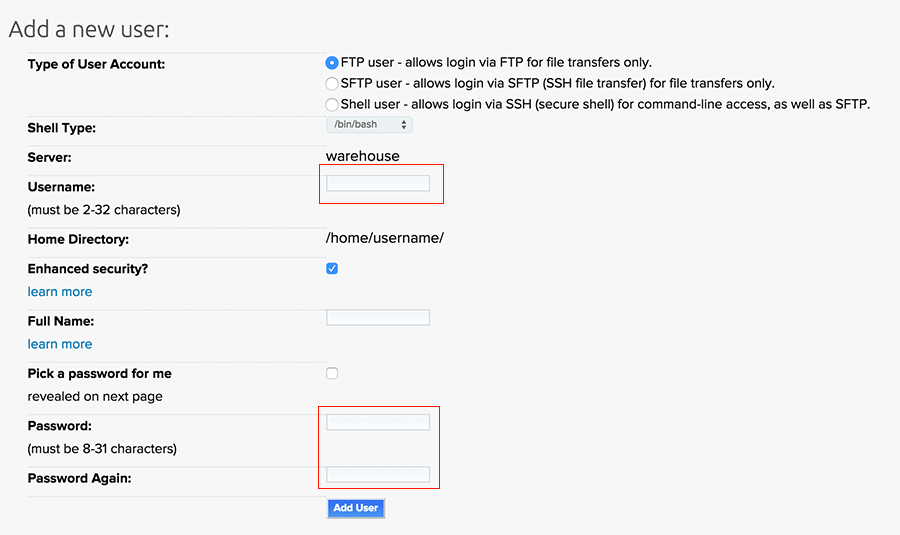 Add a new user:
Type of User Account:
FTP user - allows login via FTP for file transfers only.
SFTP user - allows login via SFTP (SSH file transfer) for file transfers only.
Shell user - allows login via SSH (secure shell) for command-line access, as well as SFTP.
Shell Type:
/bin/bash
Server:
warehouse
Username:
(must be 2-32 characters)
Home Directory:
/home/username/
Enhanced security?
learn more
Full Name:
learn more
Pick a password for me
revealed on next page
Password:
(must be 8-31 characters)
Password Again:
Add User